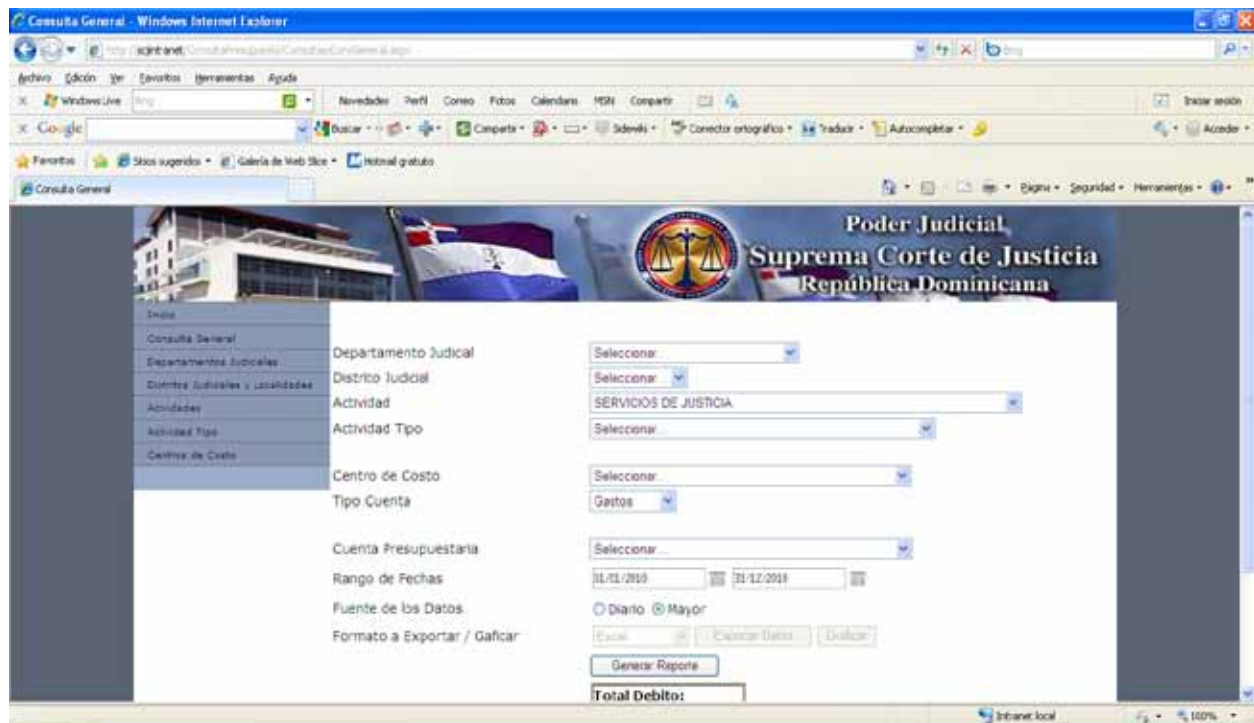 Consulta General - Windows Internet Explorer
Archivo Edición Ver Favoritos Herramientas Ayuda
Windows Live Bing Novedades Perfil Correo Fotos Calendario MSN Compartir Iniciar sesión
Google Buscar Compartir Sidewiki Corrector ortográfico Traducir Autocompletar Acceder
Favoritos Sitios sugeridos Galería de Web Slice Hotmail gratuito
Consulta General Página Seguridad Herramientas
Poder Judicial
Suprema Corte de Justicia
República Dominicana
Inicio
Consulta General
Departamentos Judiciales
Distritos Judiciales y Localidades
Actividades
Actividad Tipo
Centros de Costo
Departamento Judical Seleccionar...
Distrito Judicial Seleccionar
Actividad SERVICIOS DE JUSTICIA
Actividad Tipo Seleccionar...
Centro de Costo Seleccionar...
Tipo Cuenta Gastos
Cuenta Presupuestaria Seleccionar...
Rango de Fechas 31/12/2010
Fuente de los Datos Diario Mayor
Formato a Exportar / Gaficar Excel Exportar Datos Graficar
Generar Reporte
Total Debito:
Intranet local 100%